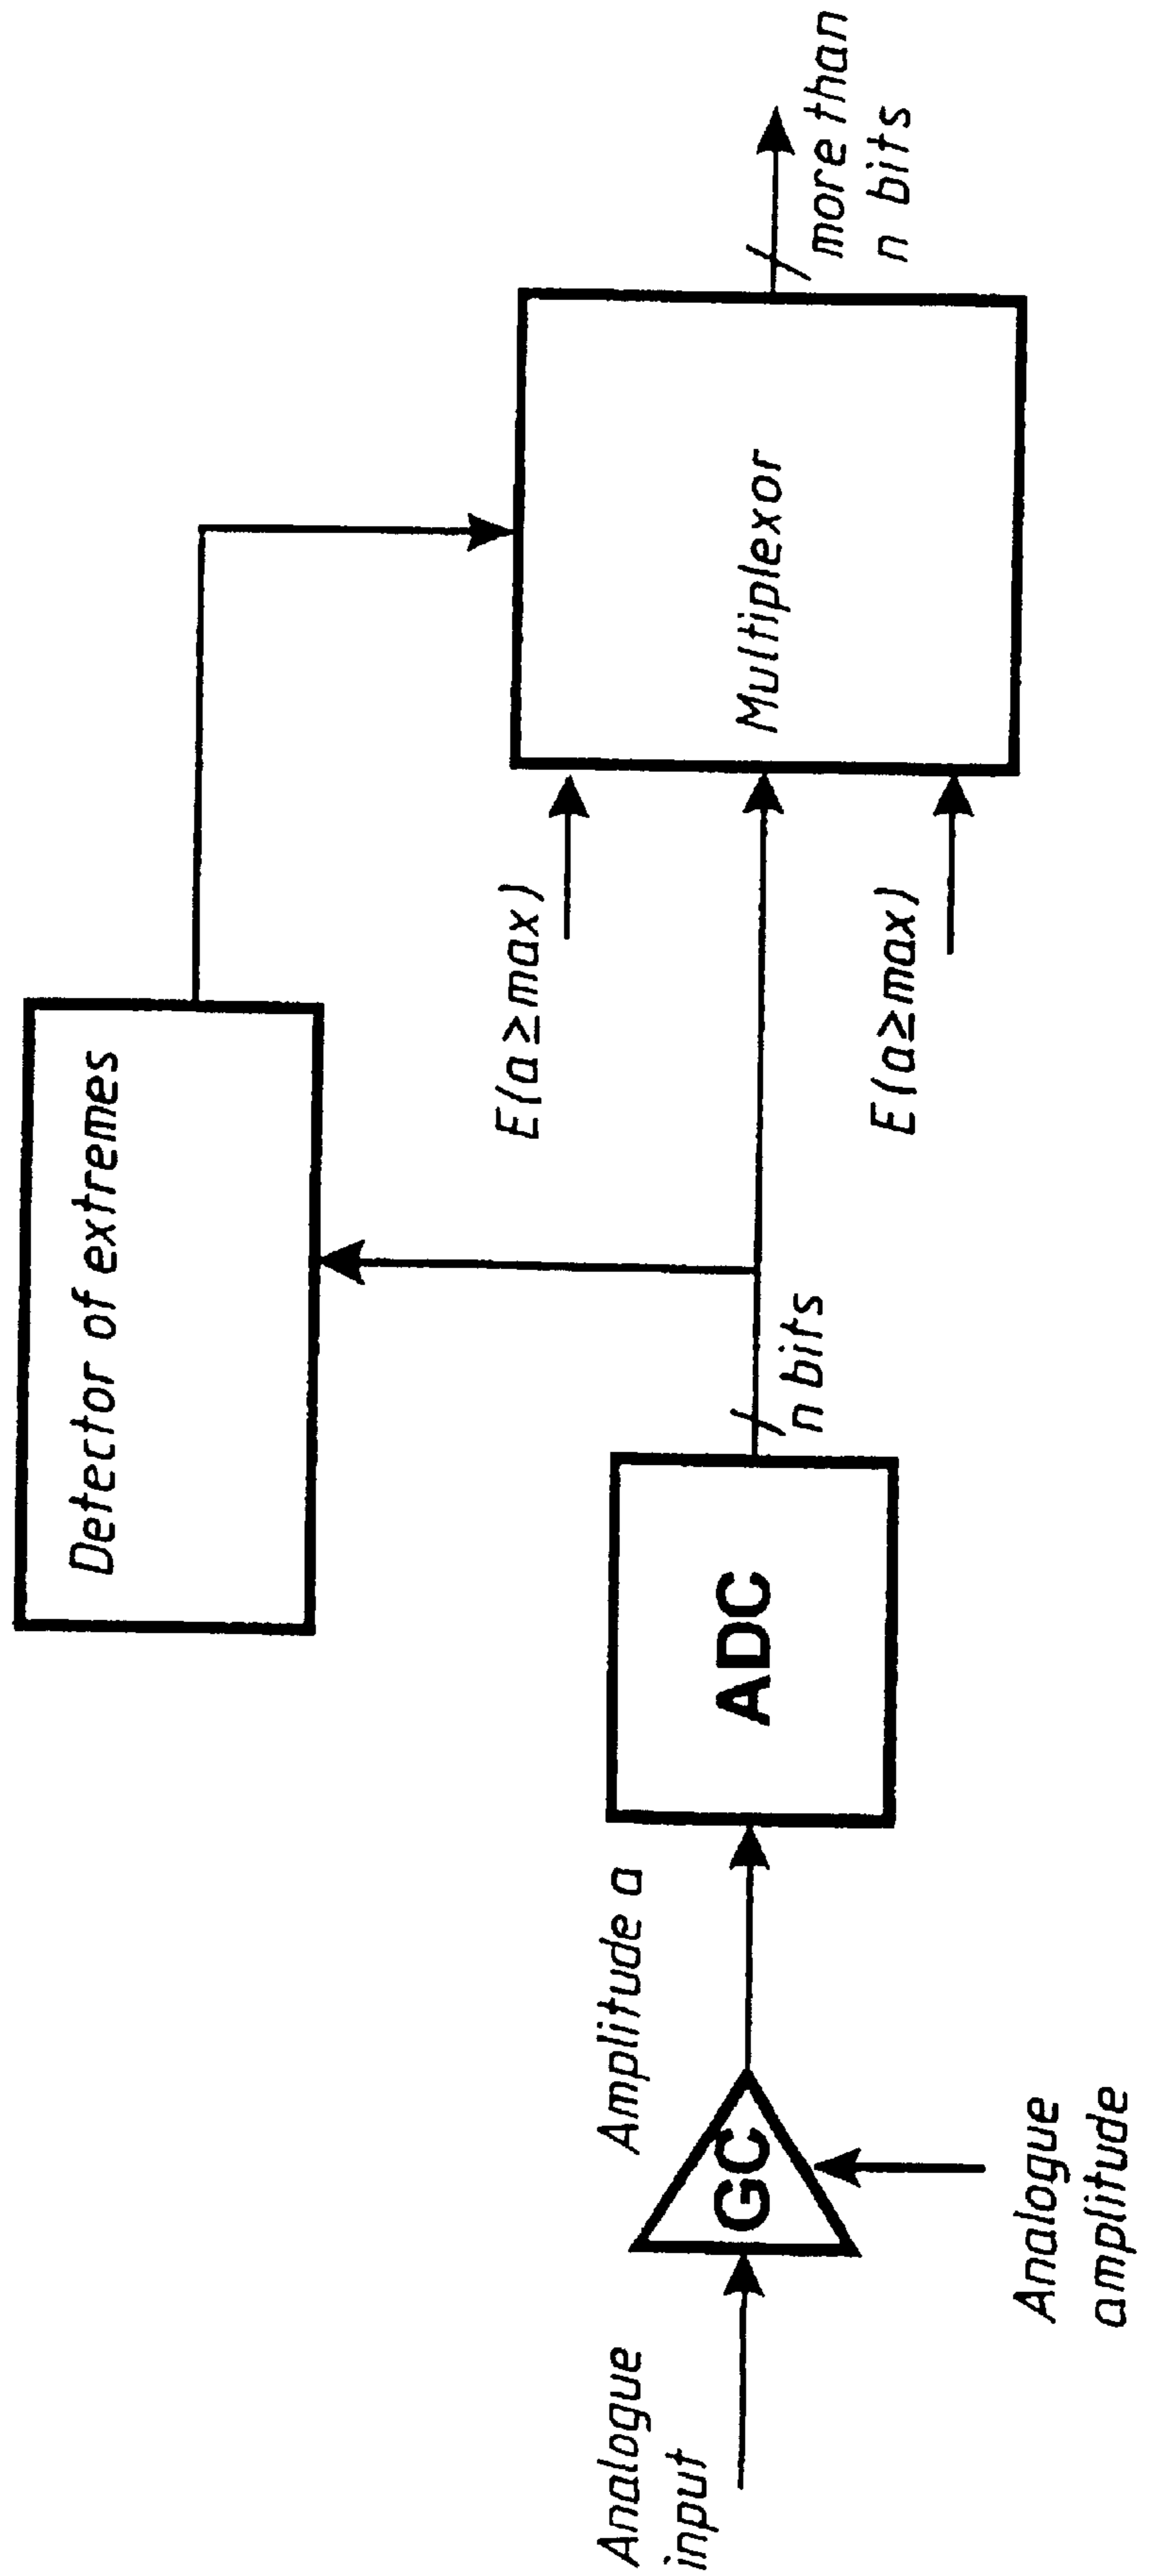 Detector of extremes
E(a≥max)
Multiplexor
more than
n bits
E(a≥max)
n bits
ADC
Amplitude a
GC
Analogue
input
Analogue
amplitude